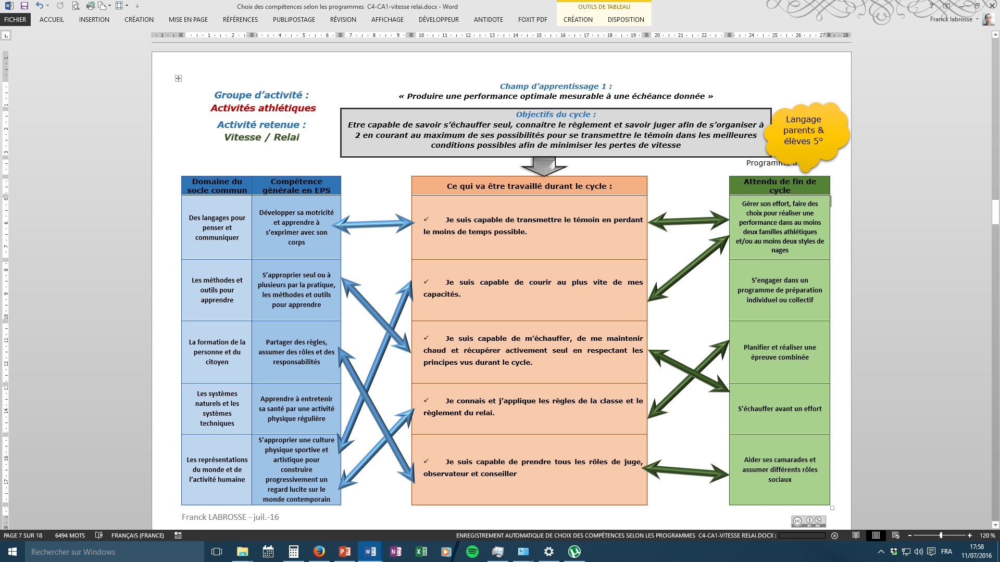 Choix des compétences selon les programmes  C4-CA1-vitesse relai.docx - Word
OUTILS DE TABLEAU
?
FICHIER ACCUEIL INSERTION CRÉATION MISE EN PAGE RÉFÉRENCES PUBLIPOSTAGE RÉVISION AFFICHAGE DÉVELOPPEUR ANTIDOTE FOXIT PDF CRÉATION DISPOSITION
Franck labrosse
Champ d’apprentissage 1 :
« Produire une performance optimale mesurable à une échéance donnée »
Groupe d’activité :
Activités athlétiques
Activité retenue :
Vitesse / Relai
Objectifs du cycle :
Etre capable de savoir s’échauffer seul, connaitre le règlement et savoir juger afin de s’organiser à
2 en courant au maximum de ses possibilités pour se transmettre le témoin dans les meilleures
conditions possibles afin de minimiser les pertes de vitesse
Langage
parents &
élèves 5°
Programme d
Domaine du
socle commun
Compétence
générale en EPS
Ce qui va être travaillé durant le cycle :
Attendu de fin de
cycle
Des langages pour
penser et
communiquer
Développer sa motricité
et apprendre à
s’exprimer avec son
corps
✓ Je suis capable de transmettre le témoin en perdant
le moins de temps possible.
Gérer son effort, faire des
choix pour réaliser une
performance dans au moins
deux familles athlétiques
et/ou au moins deux styles de
nages
Les méthodes et
outils pour
apprendre
S’approprier seul ou à
plusieurs par la pratique,
les méthodes et outils
pour apprendre
✓ Je suis capable de courir au plus vite de mes
capacités.
S’engager dans un
programme de préparation
individuel ou collectif
La formation de la
personne et du
citoyen
Partager des règles,
assumer des rôles et des
responsabilités
✓ Je suis capable de m’échauffer, de me maintenir
chaud et récupérer activement seul en respectant les
principes vus durant le cycle.
Planifier et réaliser une
épreuve combinée
Les systèmes
naturels et les
systèmes
techniques
Apprendre à entretenir
sa santé par une activité
physique régulière
✓ Je connais et j’applique les règles de la classe et le
règlement du relai.
S’échauffer avant un effort
Les représentations
du monde et de
l’activité humaine
S’approprier une culture
physique sportive et
artistique pour
construire
progressivement un
regard lucite sur le
monde contemporain
✓ Je suis capable de prendre tous les rôles de juge,
observateur et conseiller
Aider ses camarades et
assumer différents rôles
sociaux
Franck LABROSSE - juil.-16
cc BY NC
PAGE 7 SUR 18 6494 MOTS FRANÇAIS (FRANCE) ENREGISTREMENT AUTOMATIQUE DE CHOIX DES COMPÉTENCES SELON LES PROGRAMMES  C4-CA1-VITESSE RELAI.DOCX : 120 %
Rechercher sur Windows
FRA
17:58
11/07/2016